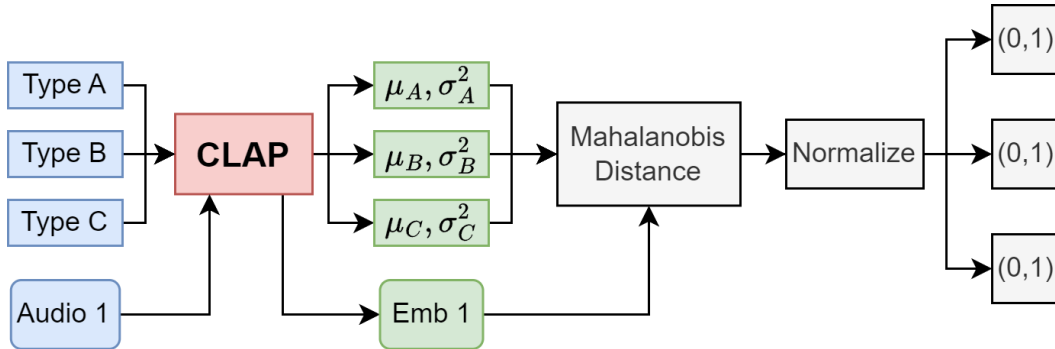 Type A
Type B
Type C
Audio 1
CLAP
μ_A, σ_A^2
μ_B, σ_B^2
μ_C, σ_C^2
Emb 1
Mahalanobis
Distance
Normalize
(0,1)
(0,1)
(0,1)